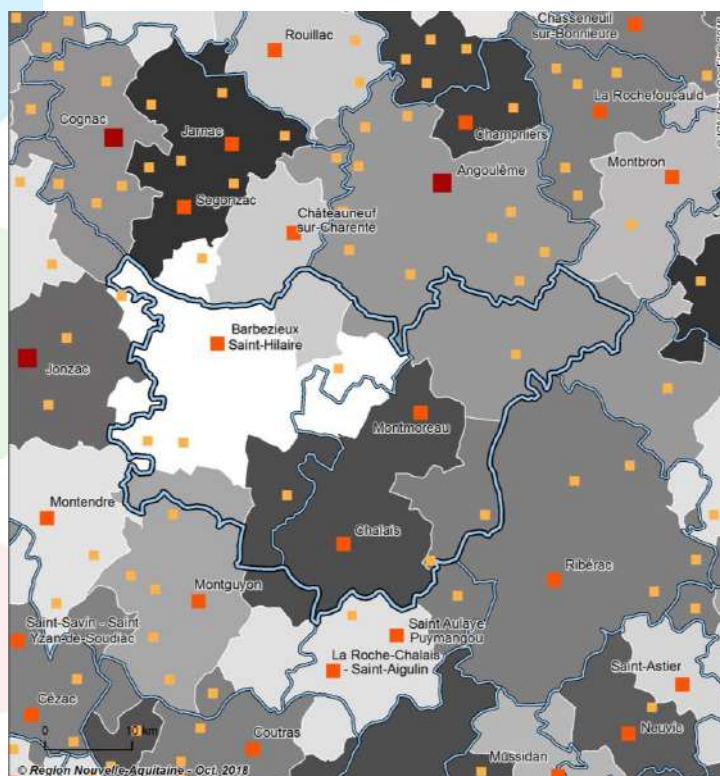 Chasseneuil
sur-Bonnieure
Rouillac
La Rochefoucauld
Cognac
Jarnac
Champniers
Montbron
Angoulême
Segonzac
Châteauneuf
sur-Charente
Barbezieux
Saint-Hilaire
Jonzac
Montmoreau
Montendre
Chalais
Ribérac
Montguyon
Saint-Savin - Saint
Yzan-de-Soudiac
Saint Aulaye
Puymangou
La Roche-Chalais
- Saint-Aigulin
Saint-Astier
Cézac
0 10 km
Coutras
Neuvic
Mussidan
© Région Nouvelle-Aquitaine - Oct. 2018